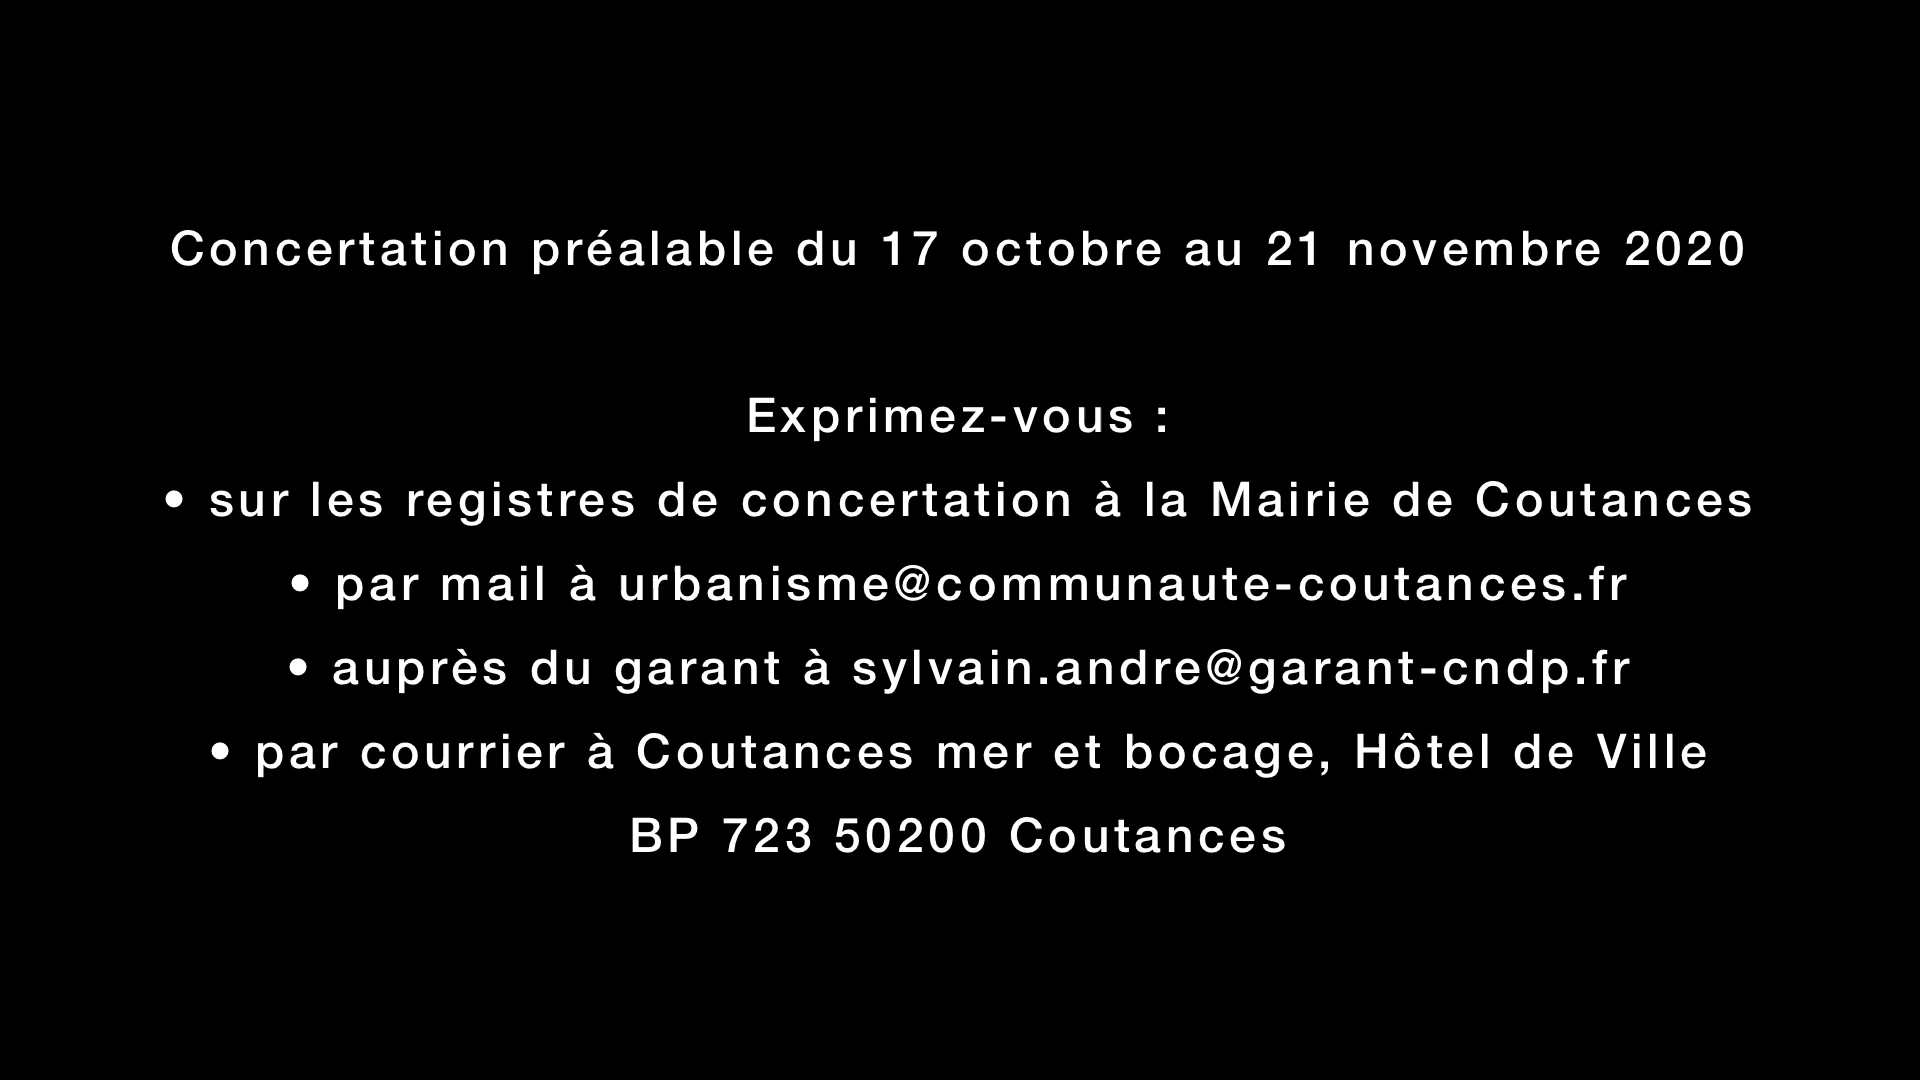 Concertation préalable du 17 octobre au 21 novembre 2020
Exprimez-vous :
• sur les registres de concertation à la Mairie de Coutances
• par mail à urbanisme@communaute-coutances.fr
• auprès du garant à sylvain.andre@garant-cndp.fr
• par courrier à Coutances mer et bocage, Hôtel de Ville
BP 723 50200 Coutances